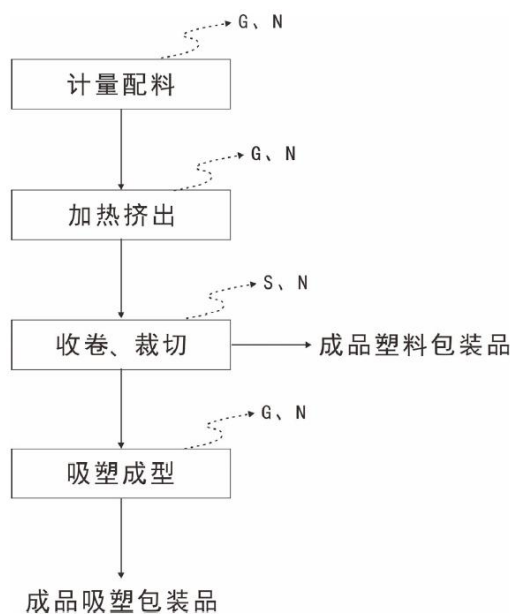 G、N
计量配料
G、N
加热挤出
S、N
收卷、裁切
成品塑料包装品
G、N
吸塑成型
成品吸塑包装品